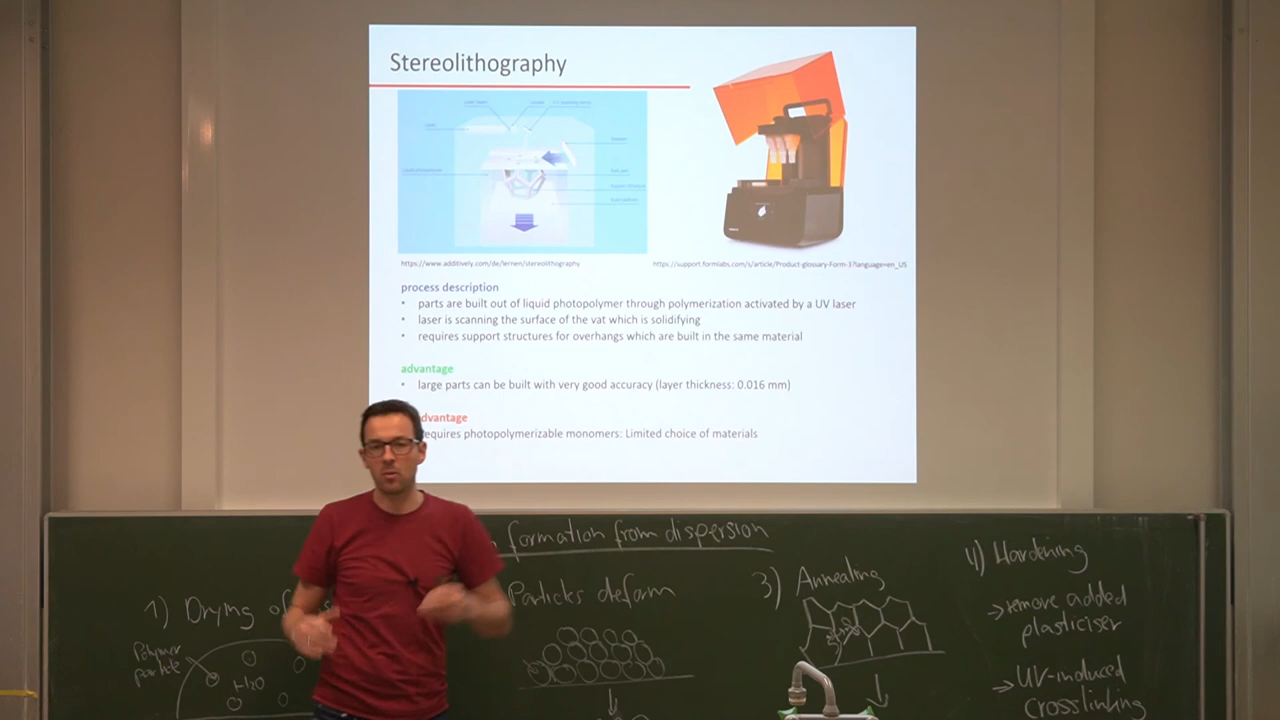 Stereolithography
https://www.additively.com/de/lernen/stereolithography
https://support.formlabs.com/s/article/Product-glossary-Form-3?language=en_US
process description
• parts are built out of liquid photopolymer through polymerization activated by a UV laser
• laser is scanning the surface of the vat which is solidifying
• requires support structures for overhangs which are built in the same material
advantage
• large parts can be built with very good accuracy (layer thickness: 0.016 mm)
dvantage
equires photopolymerizable monomers: Limited choice of materials
formation from dispersion
1) Drying of
Particles deform
3) Annealing
4) Hardening
Polymer
particle
H2O
→ remove added
plasticiser
→ UV-induced
crosslinking